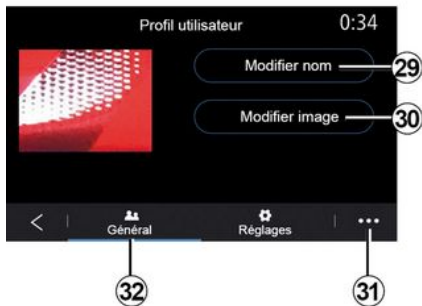 Profil utilisateur 0:34
Modifier nom 29
Modifier image 30
Général Réglages
32 31